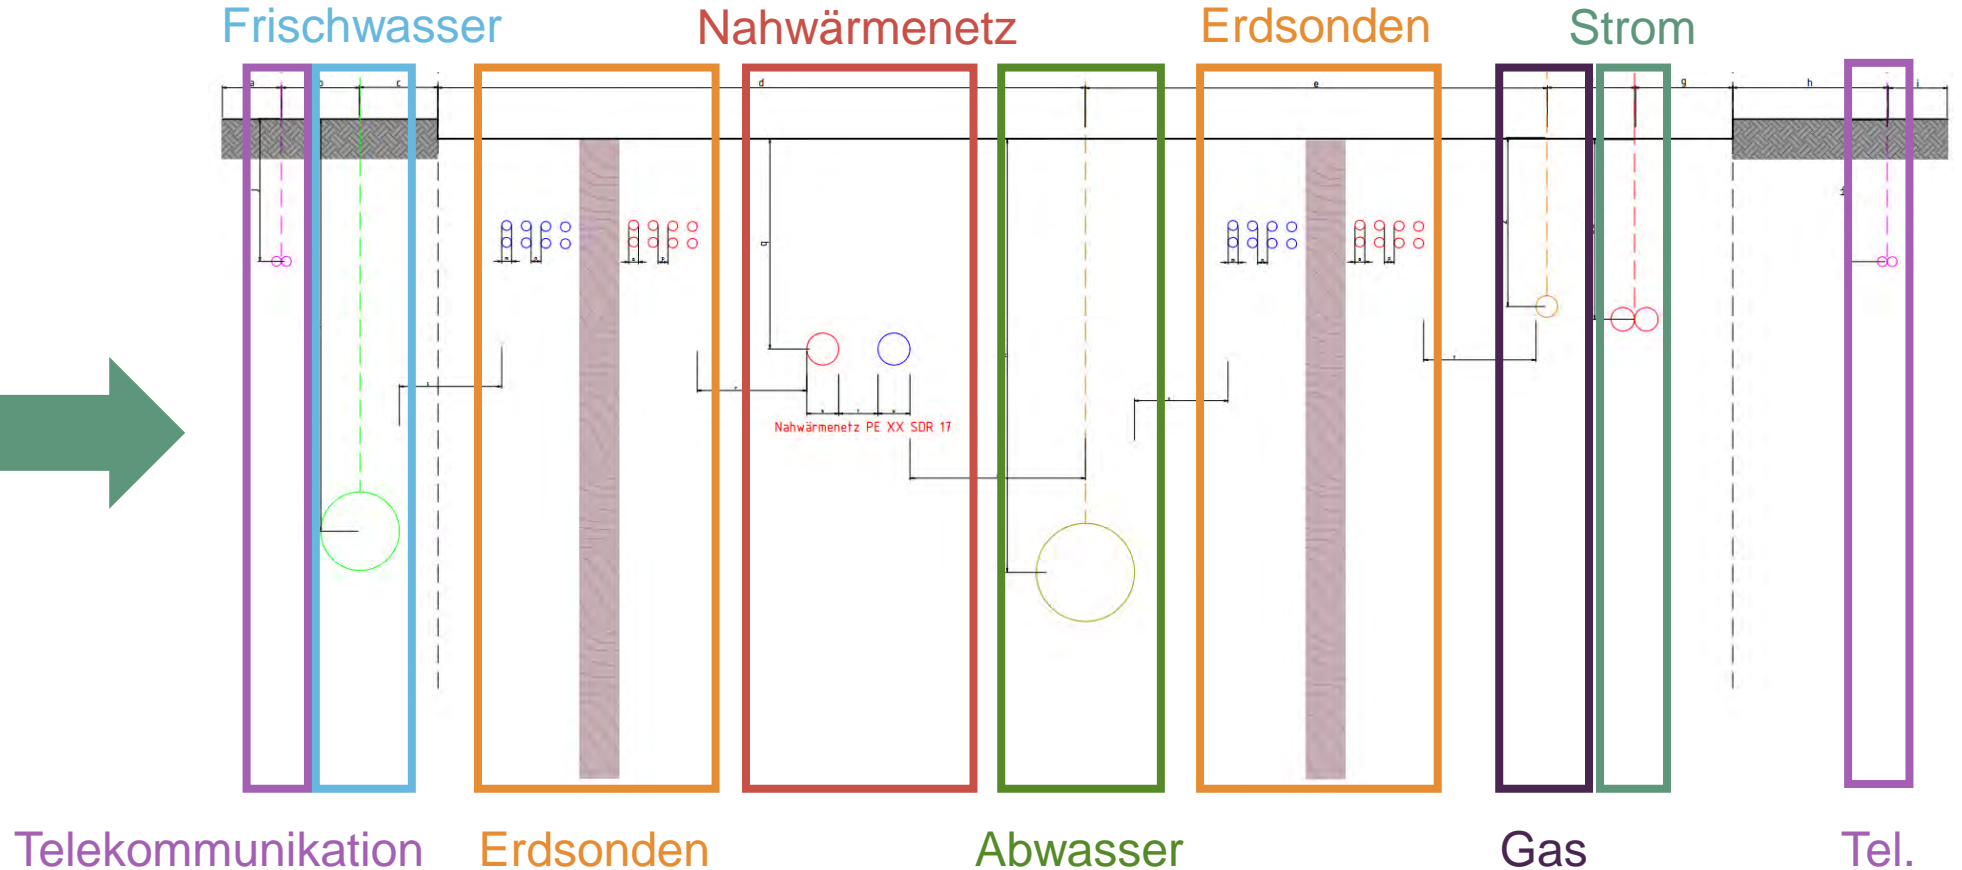 Frischwasser
Nahwärmenetz
Erdsonden
Strom
a
b
c
d
e
g
h
i
Nahwärmenetz PE XX SDR 17
Telekommunikation
Erdsonden
Abwasser
Gas
Tel.